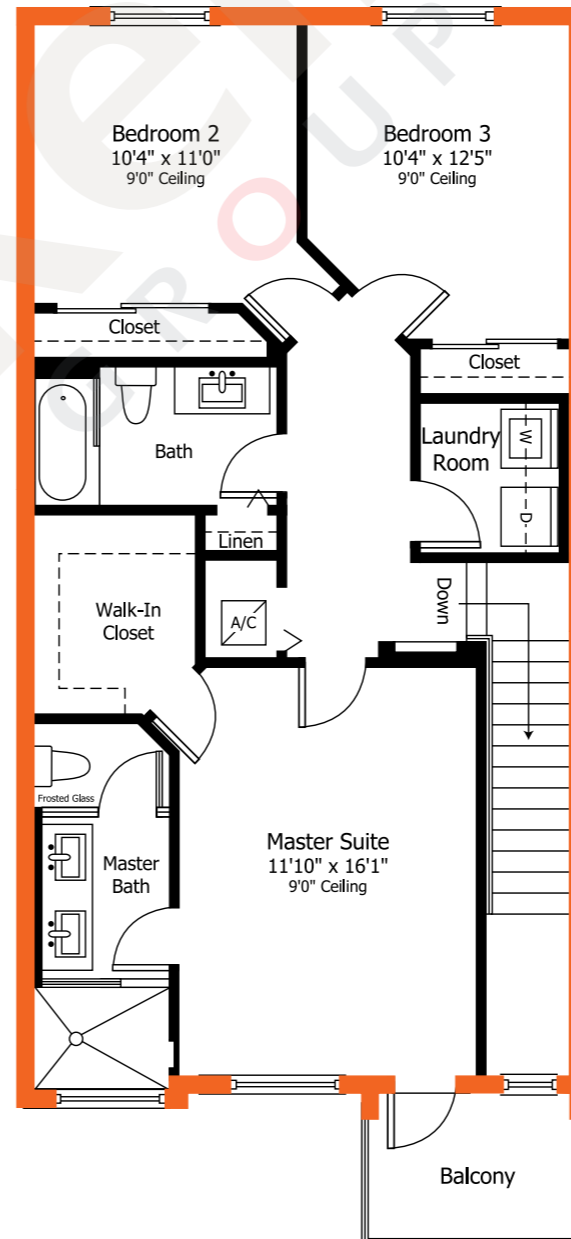 Bedroom 2
10'4" x 11'0"
9'0" Ceiling
Bedroom 3
10'4" x 12'5"
9'0" Ceiling
GROUP
Closet
Closet
Bath
Laundry
Room
W
D
Linen
A/C
Down
Walk-In
Closet
Frosted Glass
Master
Bath
Master Suite
11'10" x 16'1"
9'0" Ceiling
Balcony